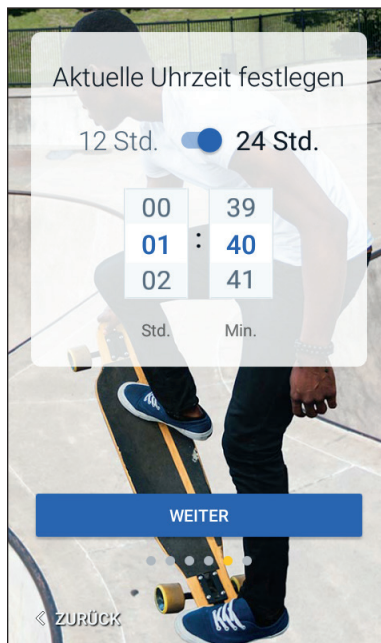 Aktuelle Uhrzeit festlegen
12 Std. 24 Std.
00 39
01 : 40
02 41
Std. Min.
WEITER
ZURÜCK